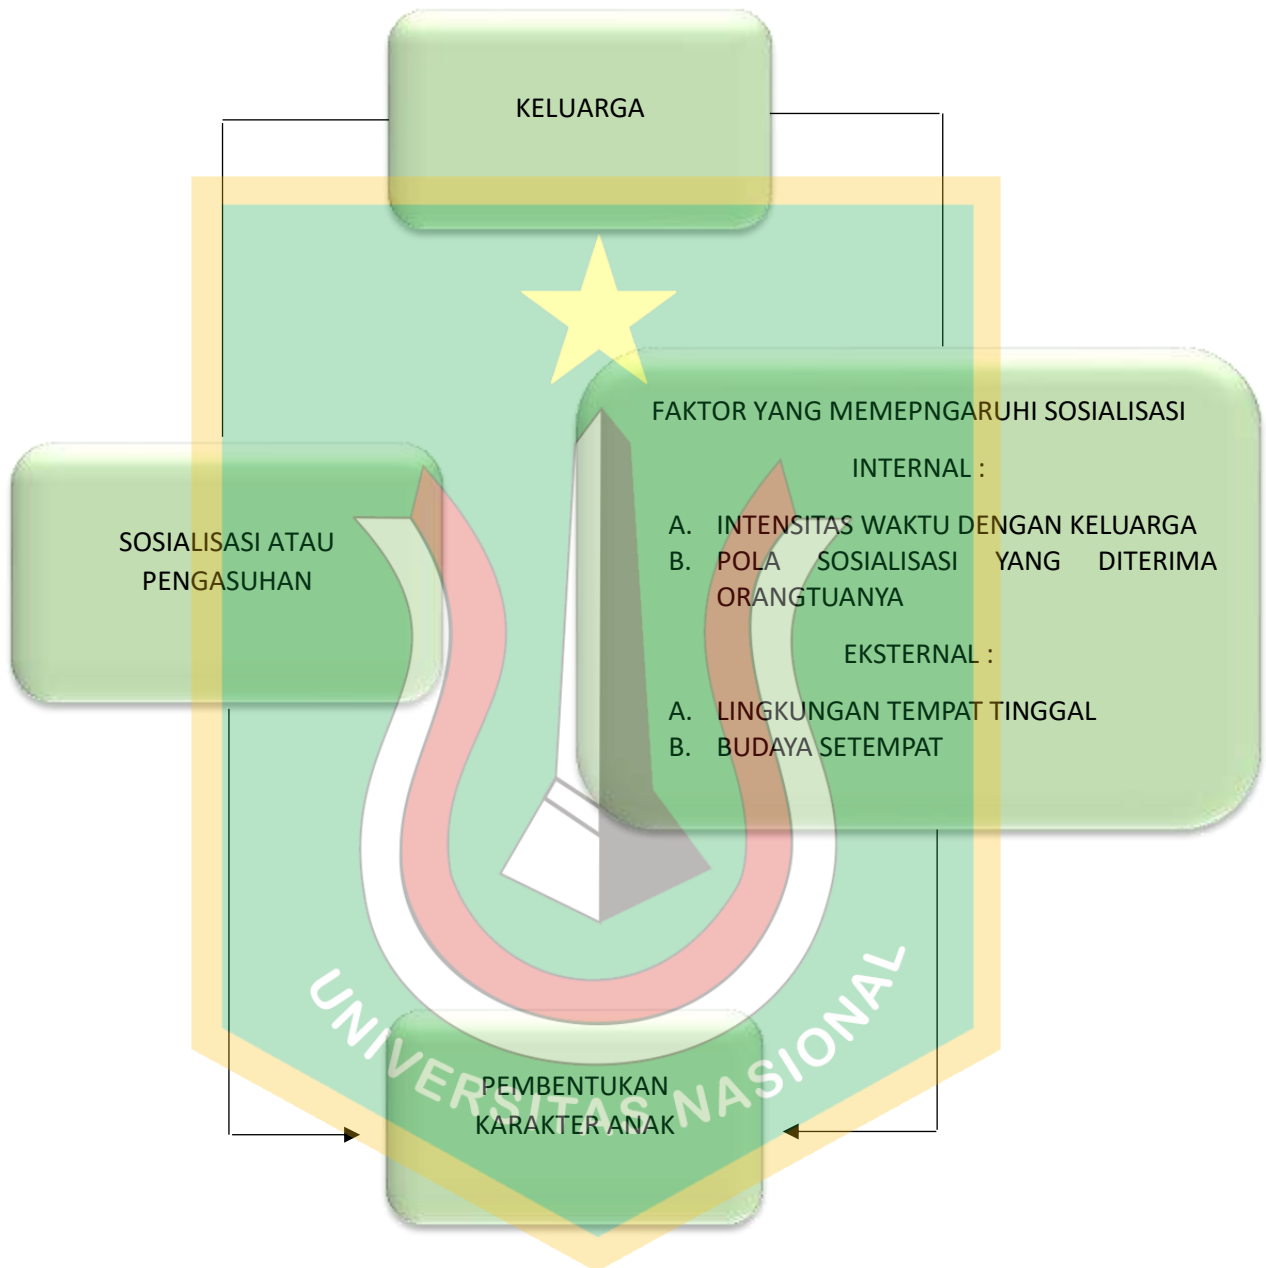 KELUARGA
SOSIALISASI ATAU
PENGASUHAN
FAKTOR YANG MEMEPNGARUHI SOSIALISASI
INTERNAL :
A. INTENSITAS WAKTU DENGAN KELUARGA
B. POLA SOSIALISASI YANG DITERIMA
ORANGTUANYA
EKSTERNAL :
A. LINGKUNGAN TEMPAT TINGGAL
B. BUDAYA SETEMPAT
PEMBENTUKAN
KARAKTER ANAK
UNIVERSITAS NASIONAL